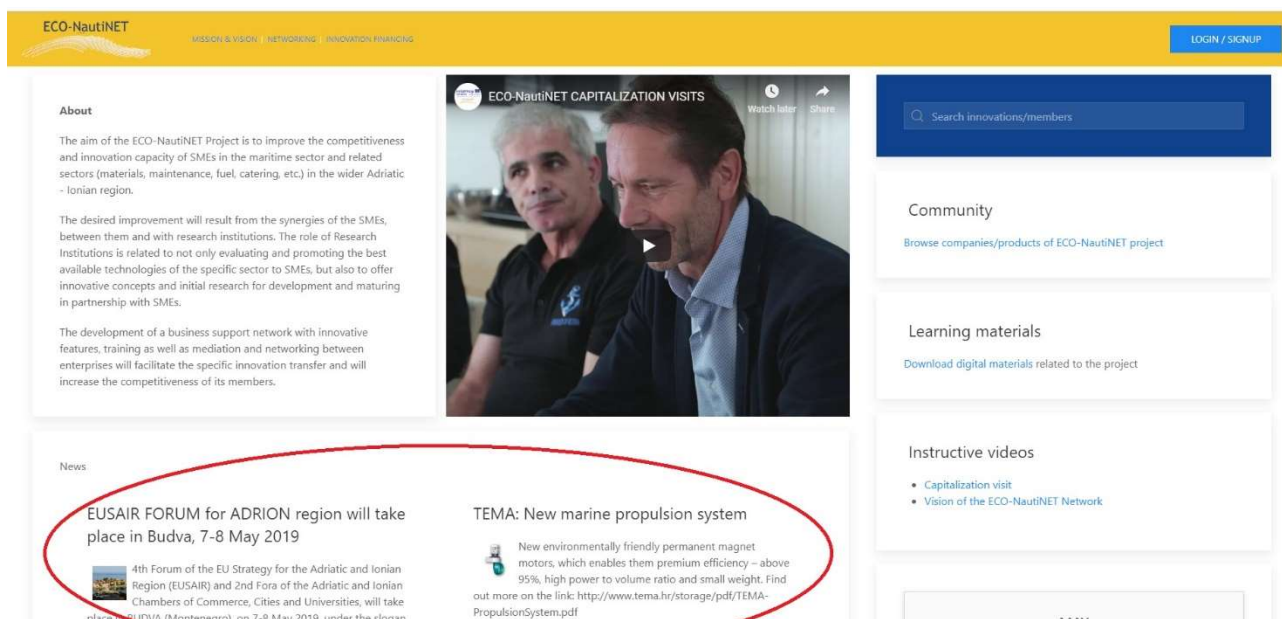 ECO-NautiNET
MISSION & VISION | NETWORKING | INNOVATION FINANCING
LOGIN / SIGNUP
About
The aim of the ECO-NautiNET Project is to improve the competitiveness
and innovation capacity of SMEs in the maritime sector and related
sectors (materials, maintenance, fuel, catering, etc.) in the wider Adriatic
- Ionian region.
The desired improvement will result from the synergies of the SMEs,
between them and with research institutions. The role of Research
Institutions is related to not only evaluating and promoting the best
available technologies of the specific sector to SMEs, but also to offer
innovative concepts and initial research for development and maturing
in partnership with SMEs.
The development of a business support network with innovative
features, training as well as mediation and networking between
enterprises will facilitate the specific innovation transfer and will
increase the competitiveness of its members.
ECO-NautiNET CAPITALIZATION VISITS
Watch later
Share
Search innovations/members
Community
Browse companies/products of ECO-NautiNET project
Learning materials
Download digital materials related to the project
Instructive videos
• Capitalization visit
• Vision of the ECO-NautiNET Network
News
EUSAIR FORUM for ADRION region will take
place in Budva, 7-8 May 2019
4th Forum of the EU Strategy for the Adriatic and Ionian
Region (EUSAIR) and 2nd Fora of the Adriatic and Ionian
Chambers of Commerce, Cities and Universities, will take
place in BUDVA (Montenegro), on 7-8 May 2019, under the slogan
TEMA: New marine propulsion system
New environmentally friendly permanent magnet
motors, which enables them premium efficiency – above
95%, high power to volume ratio and small weight. Find
out more on the link: http://www.tema.hr/storage/pdf/TEMA-
PropulsionSystem.pdf